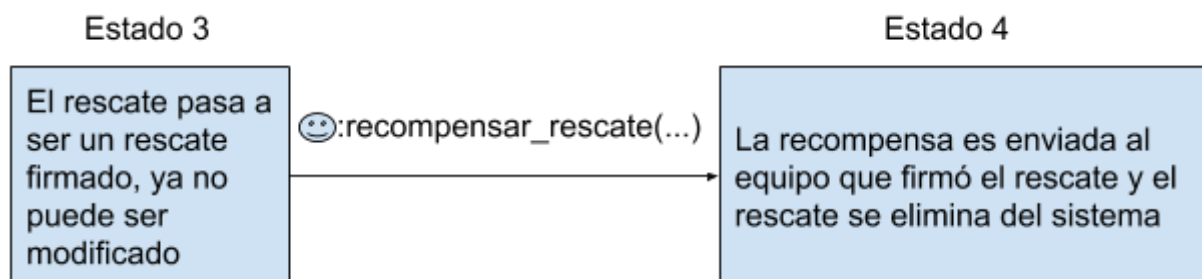 Estado 3
El rescate pasa a
ser un rescate
firmado, ya no
puede ser
modificado
:recompensar_rescate(...)
Estado 4
La recompensa es enviada al
equipo que firmó el rescate y el
rescate se elimina del sistema